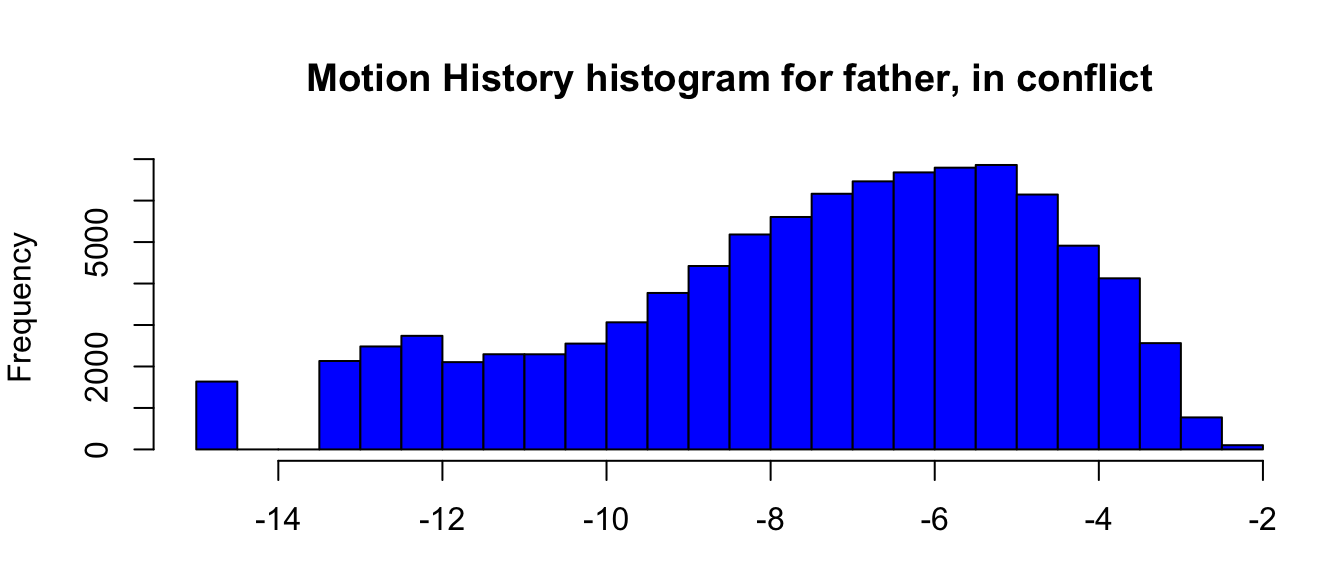 Motion History histogram for father, in conflict
Frequency
5000
2000
0
-14 -12 -10 -8 -6 -4 -2